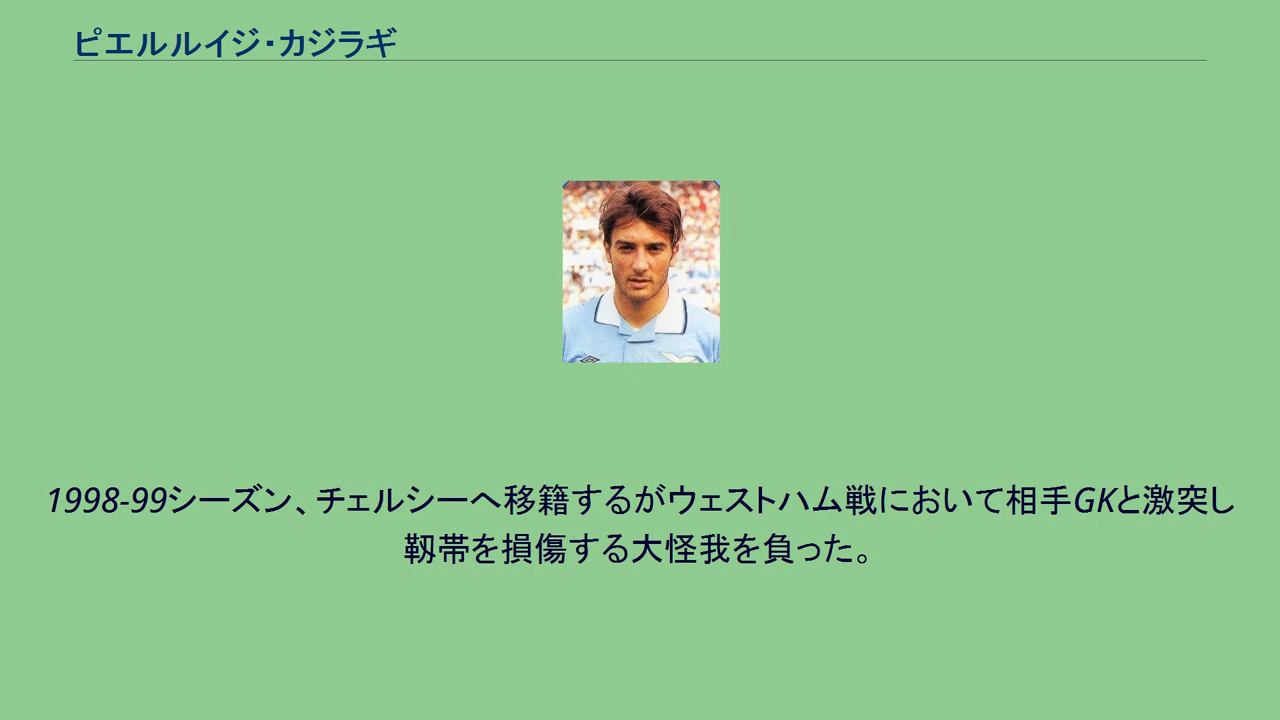 ピエルルイジ・カジラギ
1998-99シーズン、チェルシーへ移籍するがウェストハム戦において相手GKと激突し
靱帯を損傷する大怪我を負った。